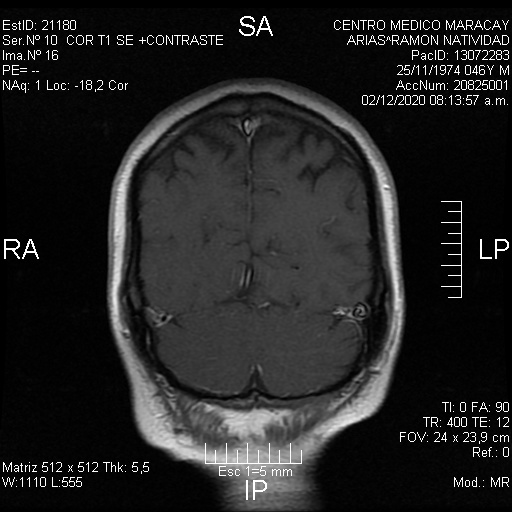 EstID: 21180
Ser.Nº 10 COR T1 SE +CONTRASTE
Ima.Nº 16
PE= --
NAq: 1 Loc: -18,2 Cor
SA
CENTRO MEDICO MARACAY
ARIAS^RAMON NATIVIDAD
PacID: 13072283
25/11/1974 046Y M
AccNum: 20825001
02/12/2020 08:13:57 a.m.
RA
LP
TI: 0 FA: 90
TR: 400 TE: 12
FOV: 24 x 23,9 cm
Ref.: 0
Matriz 512 x 512 Thk: 5,5
W:1110 L:555
Esc 1=5 mm
IP
Mod.: MR